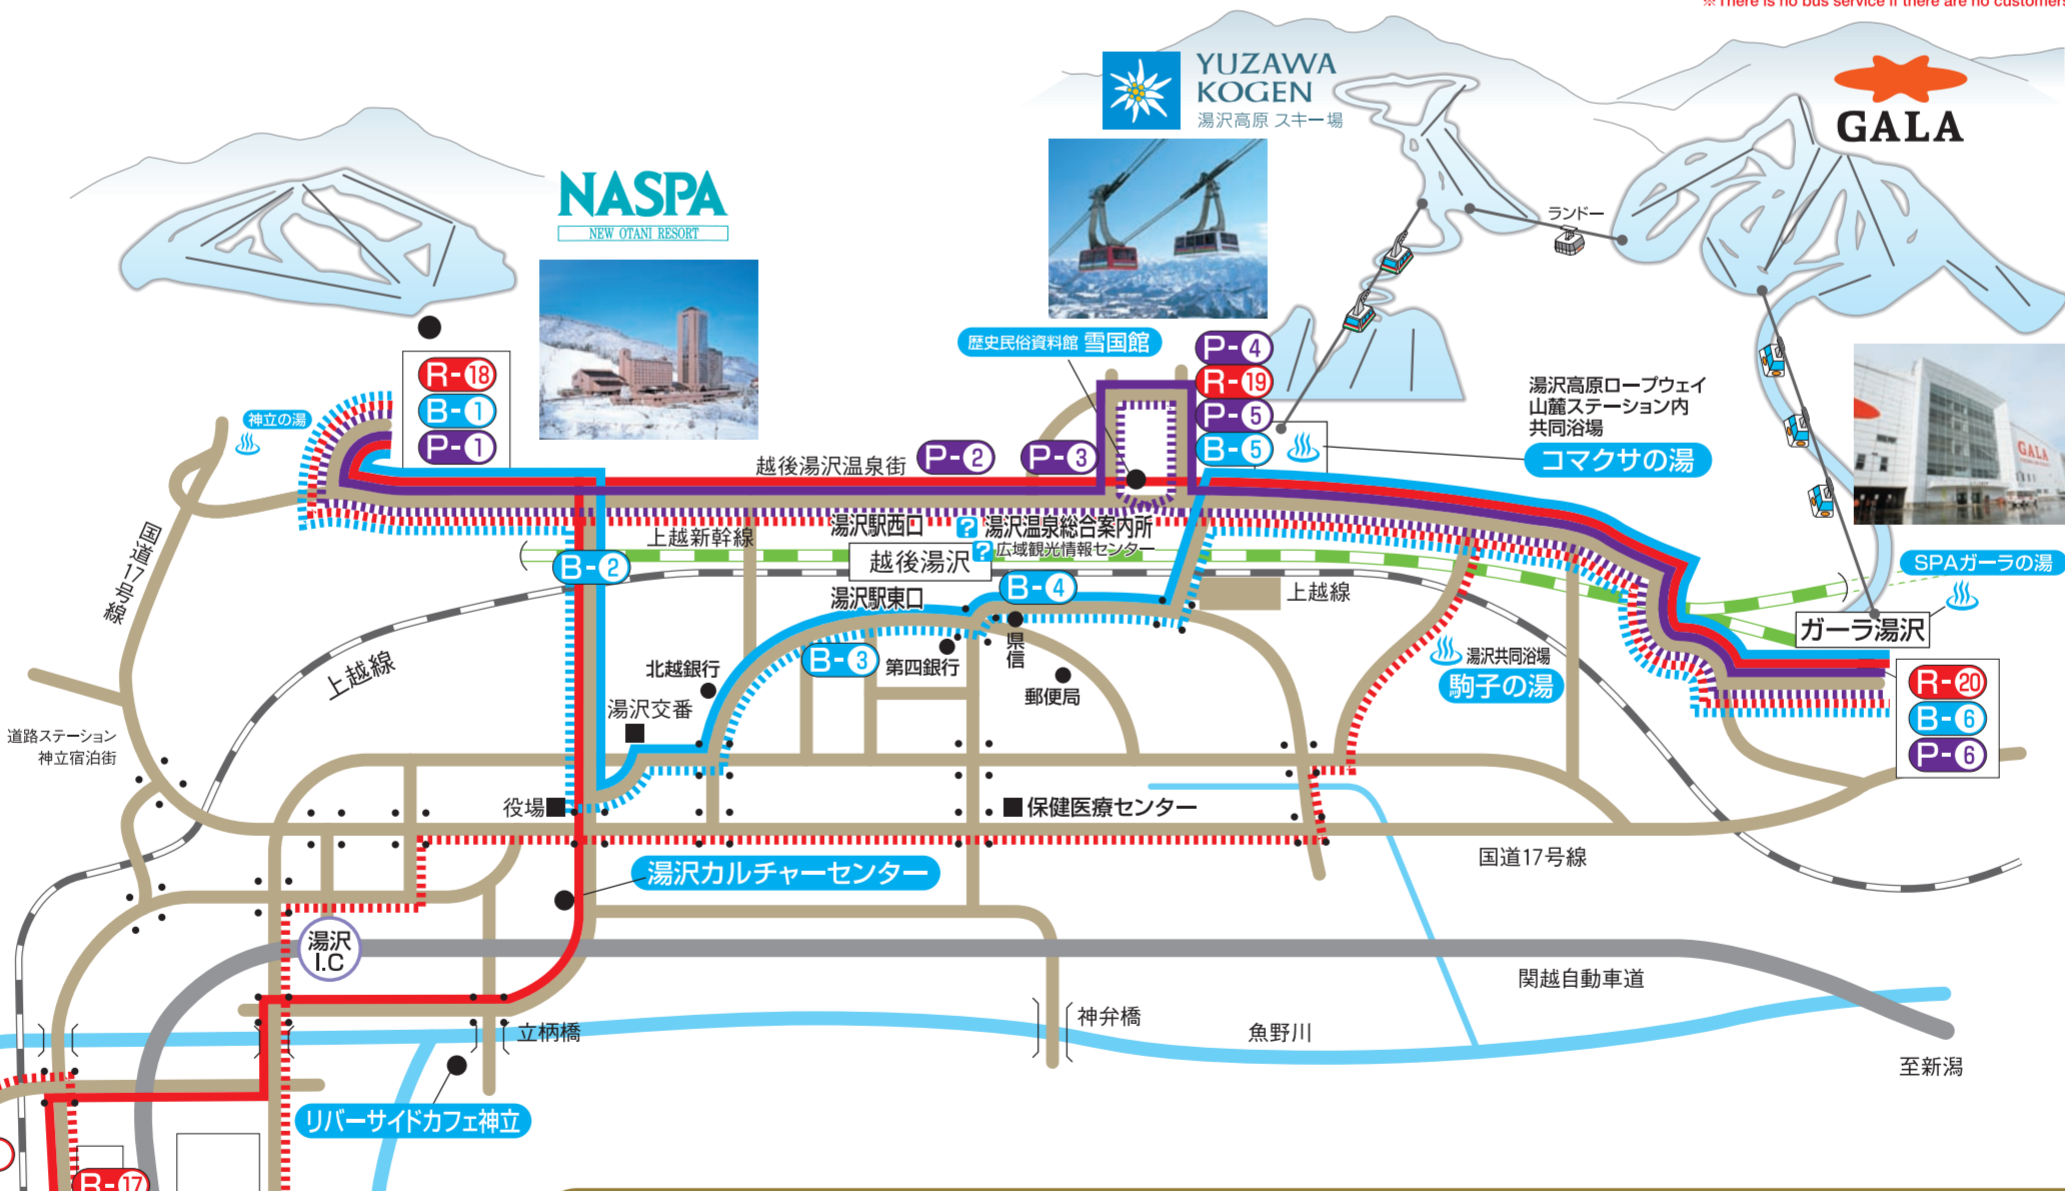 ※There is no bus service if there are no customers
YUZAWA
KOGEN
湯沢高原 スキー場
GALA
NASPA
NEW OTANI RESORT
ランドー
歴史民俗資料館 雪国館
P-4
R-19
P-5
B-5
R-18
B-1
P-1
神立の湯
湯沢高原ロープウェイ
山麓ステーション内
共同浴場
コマクサの湯
GALA
越後湯沢温泉街
P-2
P-3
国道17号線
上越新幹線
湯沢駅西口
? 湯沢温泉総合案内所
? 広域観光情報センター
越後湯沢
B-2
B-4
湯沢駅東口
上越線
SPAガーラの湯
ガーラ湯沢
県信
B-3
第四銀行
北越銀行
郵便局
湯沢共同浴場
駒子の湯
上越線
湯沢交番
R-20
B-6
P-6
道路ステーション
神立宿泊街
役場
保健医療センター
国道17号線
湯沢カルチャーセンター
湯沢
I.C
関越自動車道
立柄橋
神弁橋
魚野川
至新潟
リバーサイドカフェ神立
R-17